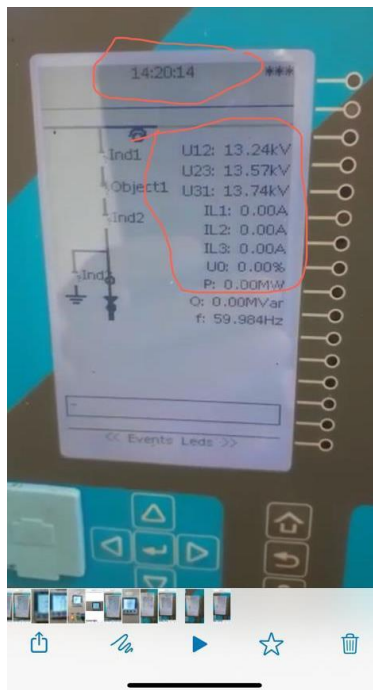 14:20:14 ***
Ind1
Object1
Ind2
U12: 13.24kV
U23: 13.57kV
U31: 13.74kV
IL1: 0.00A
IL2: 0.00A
IL3: 0.00A
U0: 0.00%
P: 0.00MW
Q: 0.00MVar
f: 59.984Hz
-
<< Events Leds >>